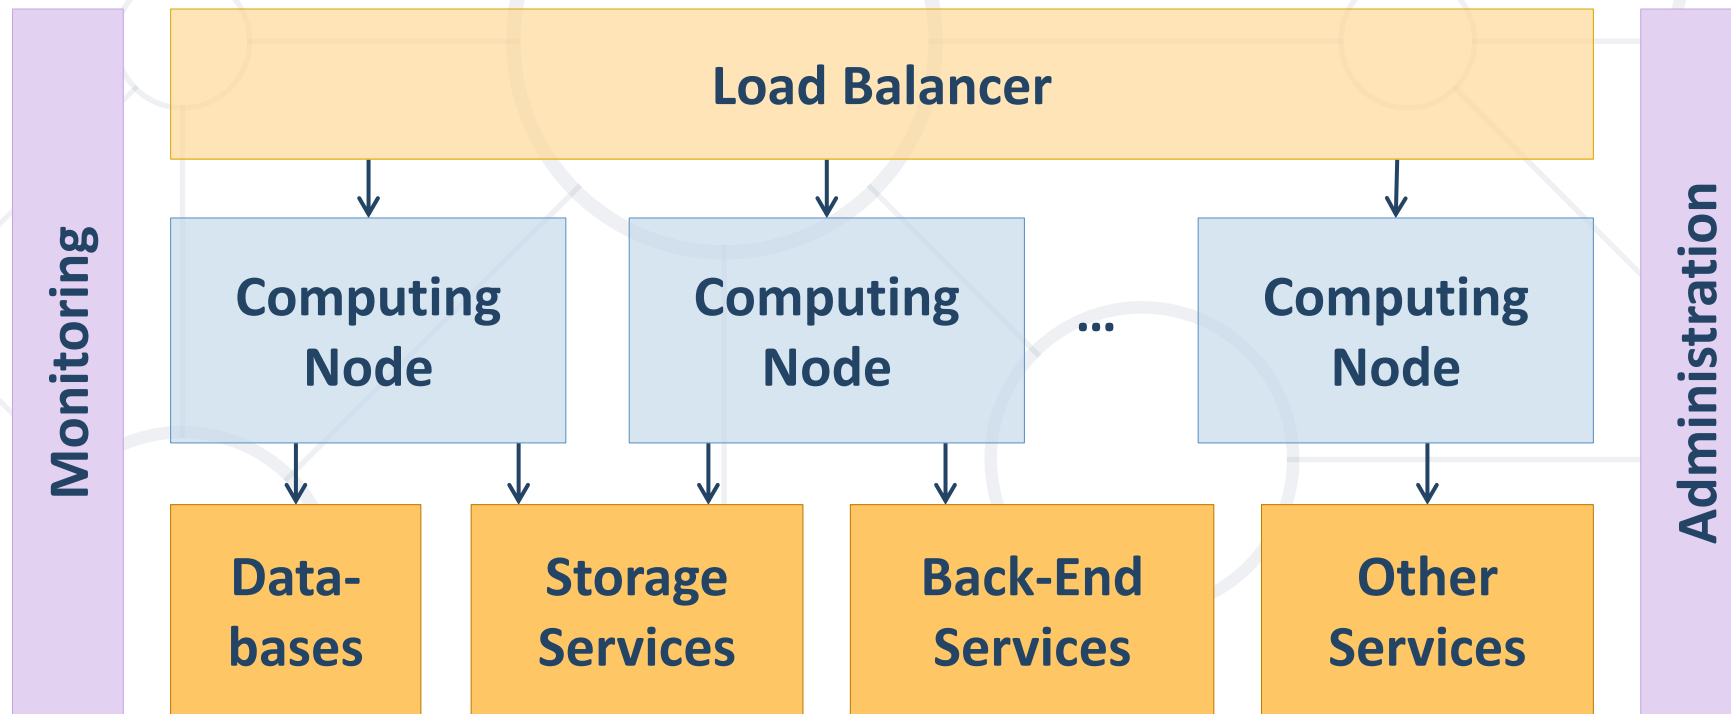 Monitoring
Load Balancer
Computing
Node
Computing
Node
...
Computing
Node
Data-
bases
Storage
Services
Back-End
Services
Other
Services
Administration